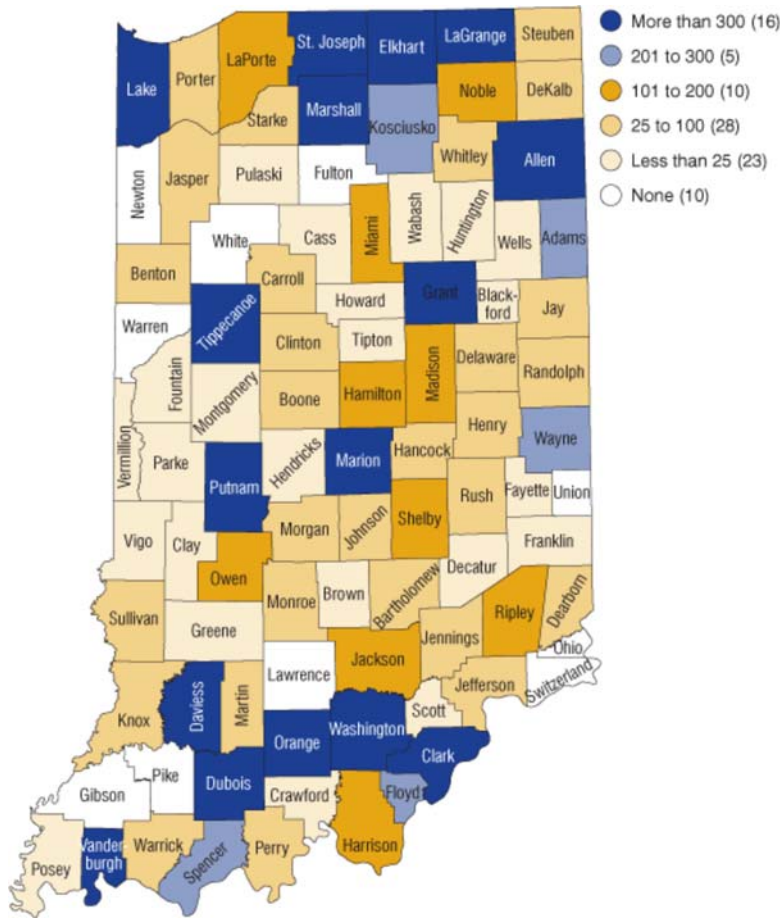 More than 300 (16)
201 to 300 (5)
101 to 200 (10)
25 to 100 (28)
Less than 25 (23)
None (10)
Lake
Porter
LaPorte
St. Joseph
Elkhart
LaGrange
Steuben
Starke
Marshall
Kosciusko
Noble
DeKalb
Newton
Jasper
Pulaski
Fulton
Whitley
Allen
White
Cass
Miami
Wabash
Huntington
Wells
Adams
Benton
Carroll
Howard
Grant
Black-
ford
Jay
Warren
Tippecanoe
Clinton
Tipton
Madison
Delaware
Randolph
Fountain
Montgomery
Boone
Hamilton
Henry
Wayne
Vermillion
Parke
Putnam
Hendricks
Marion
Hancock
Rush
Fayette
Union
Vigo
Clay
Morgan
Johnson
Shelby
Franklin
Owen
Monroe
Brown
Bartholomew
Decatur
Sullivan
Greene
Jennings
Ripley
Dearborn
Ohio
Lawrence
Jackson
Switzerland
Knox
Daviess
Martin
Orange
Washington
Scott
Jefferson
Clark
Gibson
Pike
Dubois
Crawford
Floyd
Harrison
Posey
Vander-
burgh
Warrick
Spencer
Perry